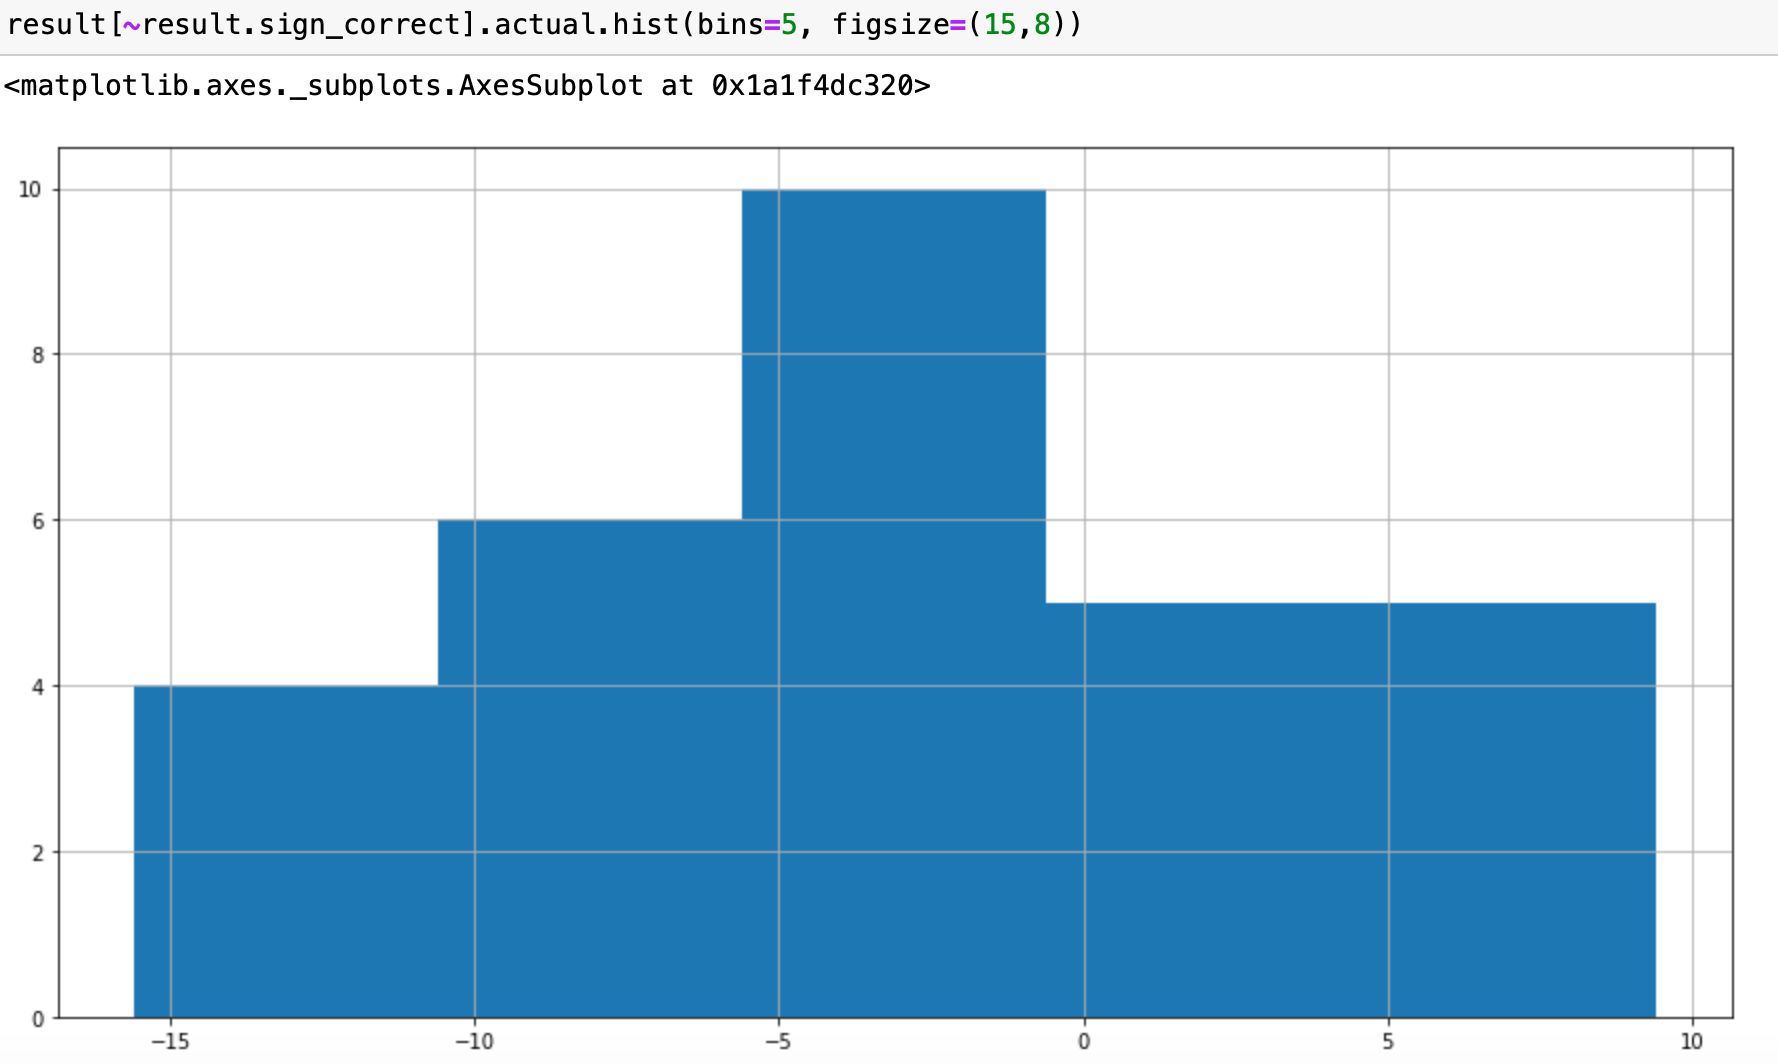 result[~result.sign_correct].actual.hist(bins=5, figsize=(15,8))
<matplotlib.axes._subplots.AxesSubplot at 0x1a1f4dc320>
10
8
6
4
2
0
−15 −10 −5 0 5 10